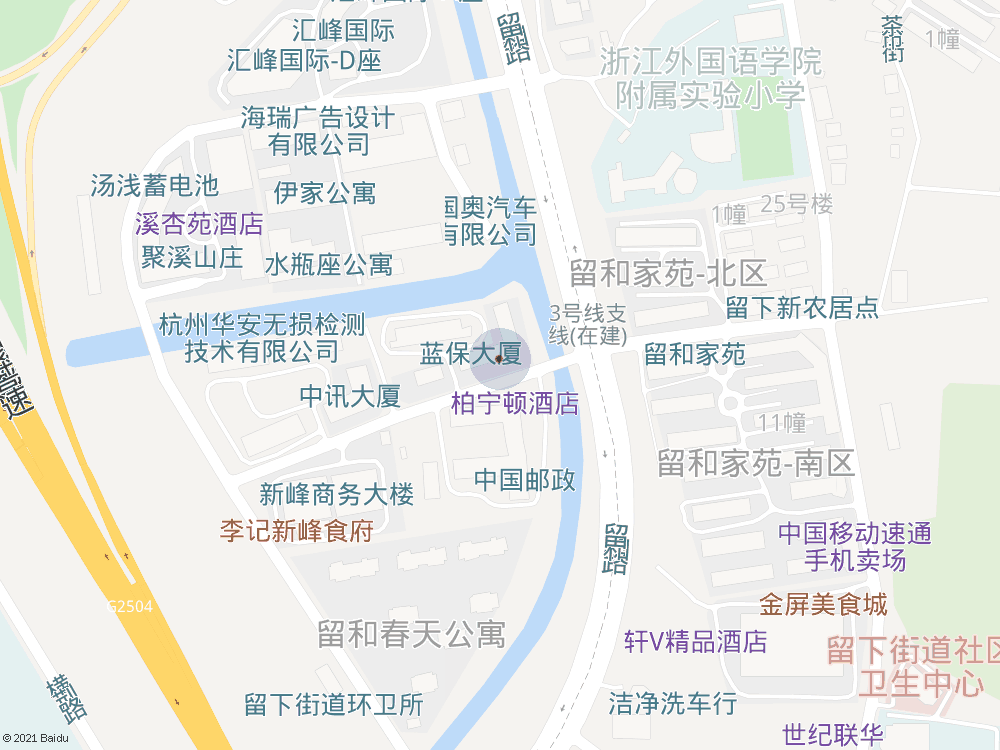 汇峰国际
汇峰国际-D座
留和路
茶市街
1幢
浙江外国语学院
附属实验小学
海瑞广告设计
有限公司
汤浅蓄电池
伊家公寓
溪杏苑酒店
国奥汽车
有限公司
1幢
25号楼
聚溪山庄
水瓶座公寓
留和家苑-北区
杭州华安无损检测
技术有限公司
3号线支
线(在建)
留下新农居点
蓝保大厦
留和家苑
中讯大厦
柏宁顿酒店
11幢
高速
新峰商务大楼
中国邮政
留和家苑-南区
李记新峰食府
留和路
中国移动速通
手机卖场
G2504
金屏美食城
留和春天公寓
轩V精品酒店
留下街道社区
卫生中心
留下街道环卫所
洁净洗车行
世纪联华
© 2021 Baidu